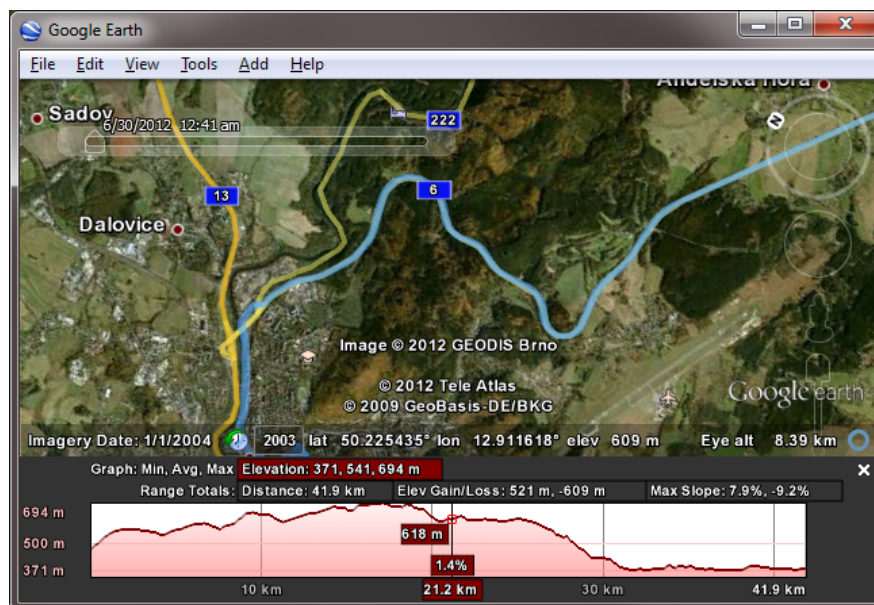 Google Earth
File Edit View Tools Add Help
Andelska Hora
Sadov
6/30/2012 12:41 am
222
13
6
Dalovice
Image © 2012 GEODIS Brno
© 2012 Tele Atlas
© 2009 GeoBasis-DE/BKG
Google earth
Imagery Date: 1/1/2004 2003 lat 50.225435° lon 12.911618° elev 609 m Eye alt 8.39 km
N
Graph: Min, Avg, Max Elevation: 371, 541, 694 m
Range Totals: Distance: 41.9 km Elev Gain/Loss: 521 m, -609 m Max Slope: 7.9%, -9.2%
694 m
618 m
500 m
1.4%
371 m
10 km 21.2 km 30 km 41.9 km